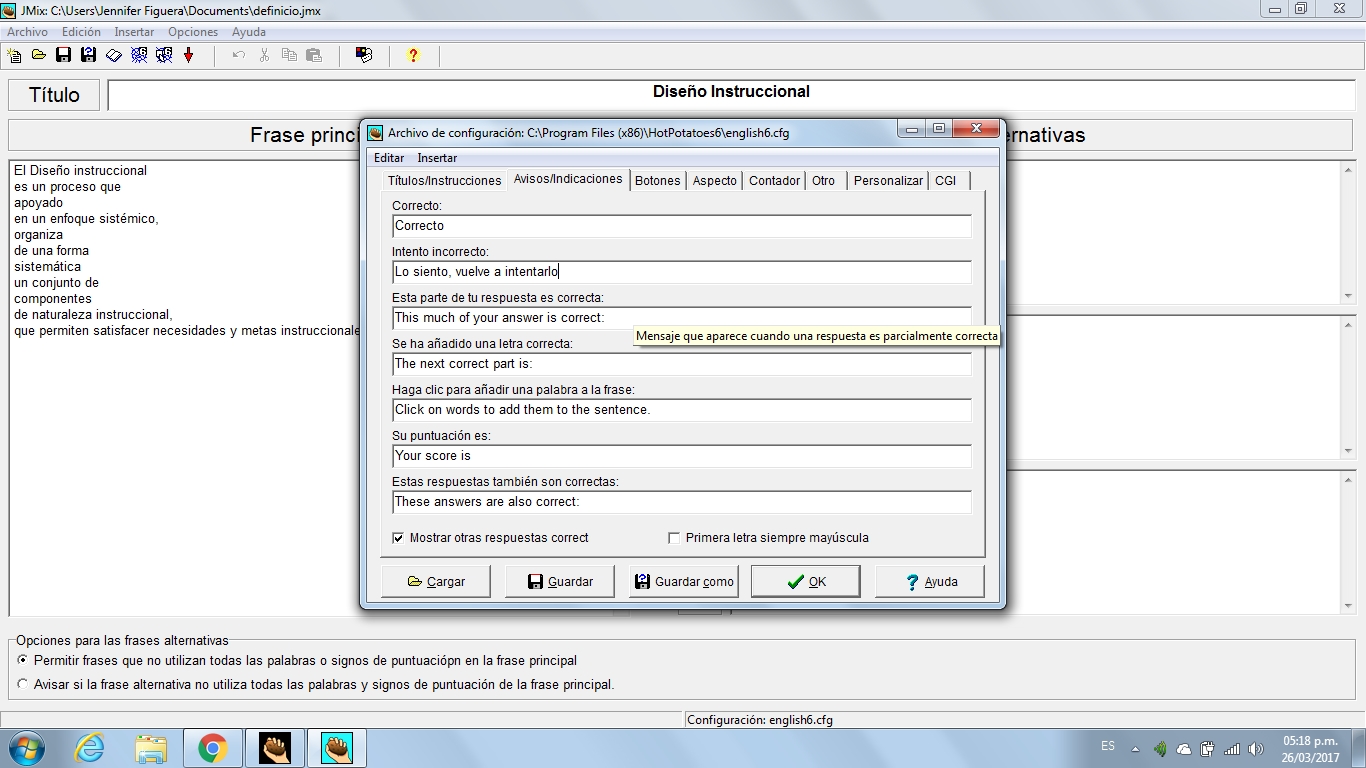 JMix: C:\Users\Jennifer Figuera\Documents\definicio.jmx
Archivo Edición Insertar Opciones Ayuda
Título
Diseño Instruccional
Frase princi
rnativas
El Diseño instruccional
es un proceso que
apoyado
en un enfoque sistémico,
organiza
de una forma
sistemática
un conjunto de
componentes
de naturaleza instruccional,
que permiten satisfacer necesidades y metas instruccionale
Archivo de configuración: C:\Program Files (x86)\HotPotatoes6\english6.cfg
Editar Insertar
Títulos/Instrucciones Avisos/Indicaciones Botones Aspecto Contador Otro Personalizar CGI
Correcto:
Correcto
Intento incorrecto:
Lo siento, vuelve a intentarlo
Esta parte de tu respuesta es correcta:
This much of your answer is correct:
Mensaje que aparece cuando una respuesta es parcialmente correcta
Se ha añadido una letra correcta:
The next correct part is:
Haga clic para añadir una palabra a la frase:
Click on words to add them to the sentence.
Su puntuación es:
Your score is
Estas respuestas también son correctas:
These answers are also correct:
Mostrar otras respuestas correct
Primera letra siempre mayúscula
Cargar Guardar Guardar como OK Ayuda
Opciones para las frases alternativas
Permitir frases que no utilizan todas las palabras o signos de puntuaciópn en la frase principal
Avisar si la frase alternativa no utiliza todas las palabras y signos de puntuación de la frase principal.
Configuración: english6.cfg
ES
05:18 p.m.
26/03/2017